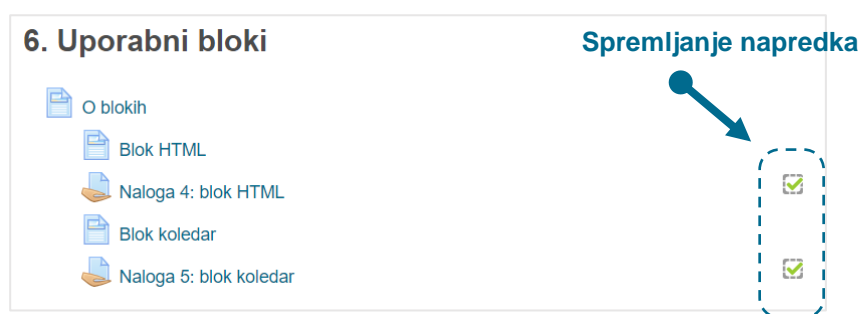 6. Uporabni bloki
Spremljanje napredka
O blokih
Blok HTML
Naloga 4: blok HTML
Blok koledar
Naloga 5: blok koledar